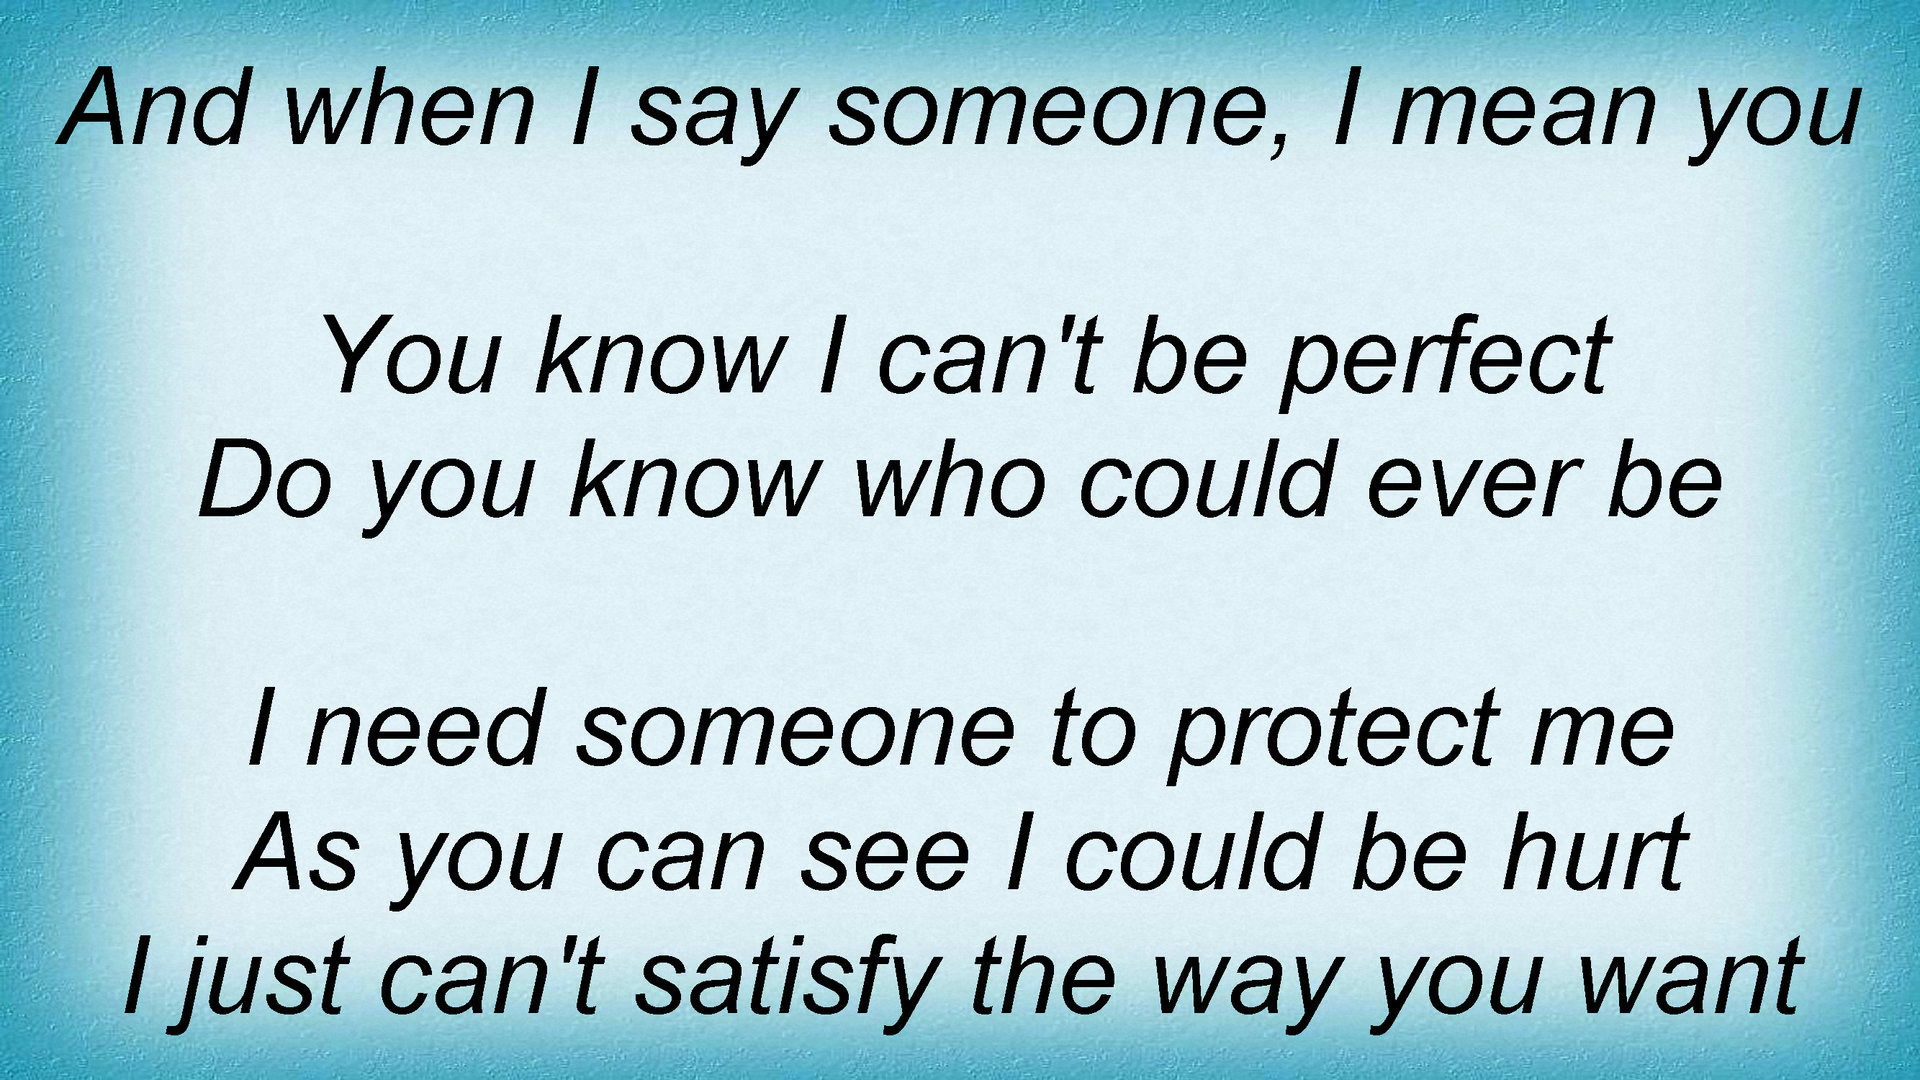 And when I say someone, I mean you
You know I can't be perfect
Do you know who could ever be
I need someone to protect me
As you can see I could be hurt
I just can't satisfy the way you want